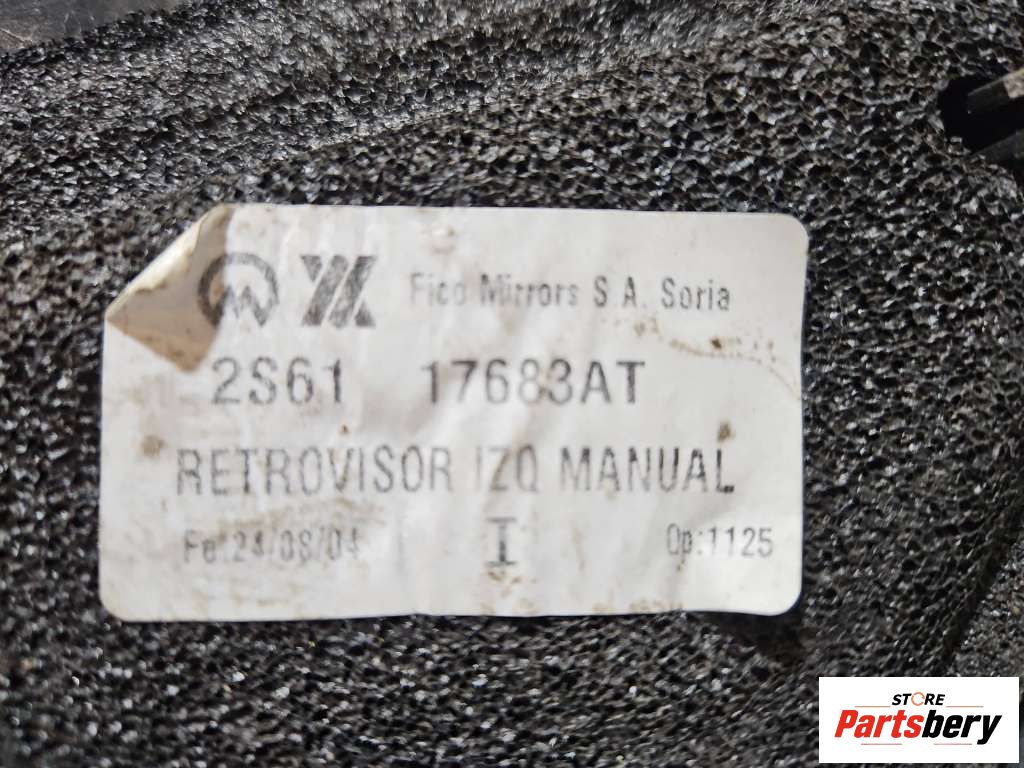 Fico Mirrors S.A. Soria
2S61 17683AT
RETROVISOR IZQ MANUAL
Fe:24/08/04 I Op:1125
STORE
Partsbery